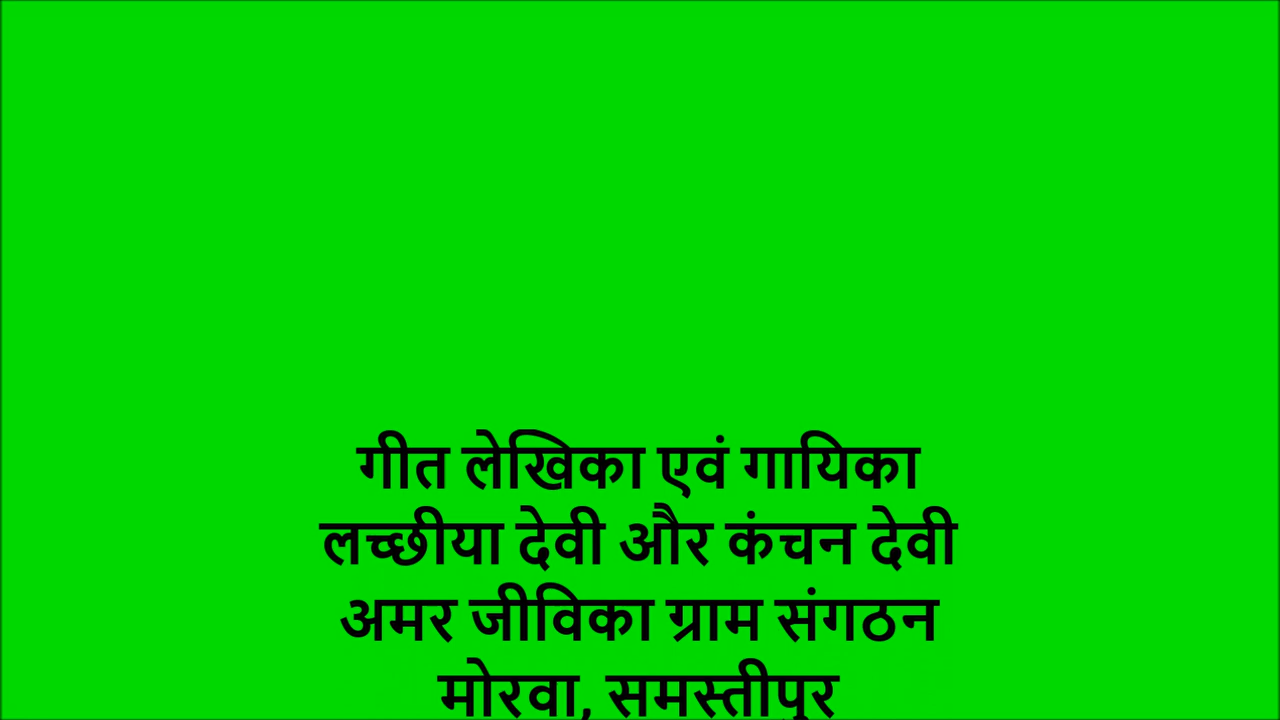 गीत लेखिका एवं गायिका
लच्छीया देवी और कंचन देवी
अमर जीविका ग्राम संगठन
मोरवा, समस्तीपुर